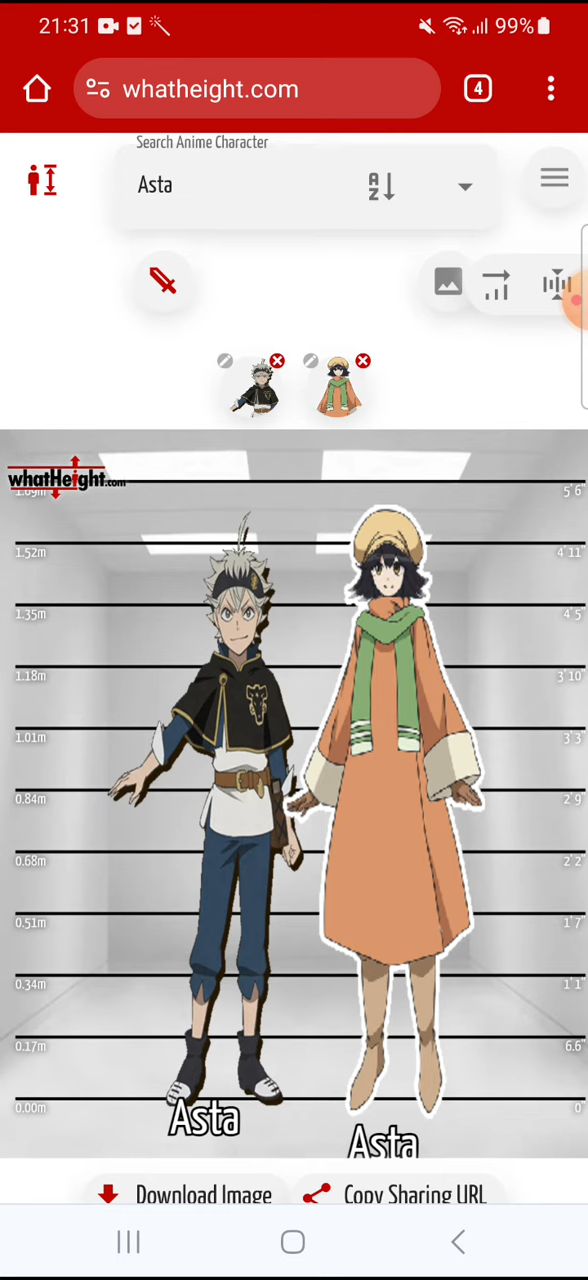 21:31
99%
whatheight.com
4
Search Anime Character
Asta
A
Z
whatHeight.com
1.69m 5'6"
1.52m 4'11"
1.35m 4'5"
1.18m 3'10"
1.01m 3'3"
0.84m 2'9"
0.68m 2'2"
0.51m 1'7"
0.34m 1'1"
0.17m 6.6"
0.00m 0"
Asta
Asta
Download Image
Copy Sharing URL